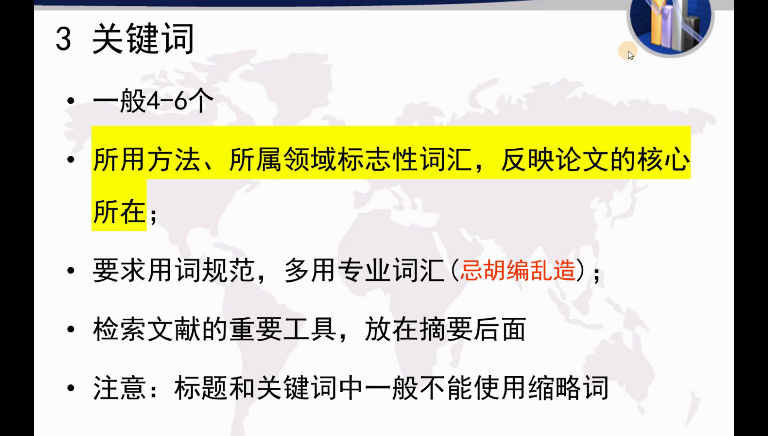 3 关键词
• 一般4-6个
• 所用方法、所属领域标志性词汇，反映论文的核心
所在；
• 要求用词规范，多用专业词汇(忌胡编乱造)；
• 检索文献的重要工具，放在摘要后面
• 注意：标题和关键词中一般不能使用缩略词